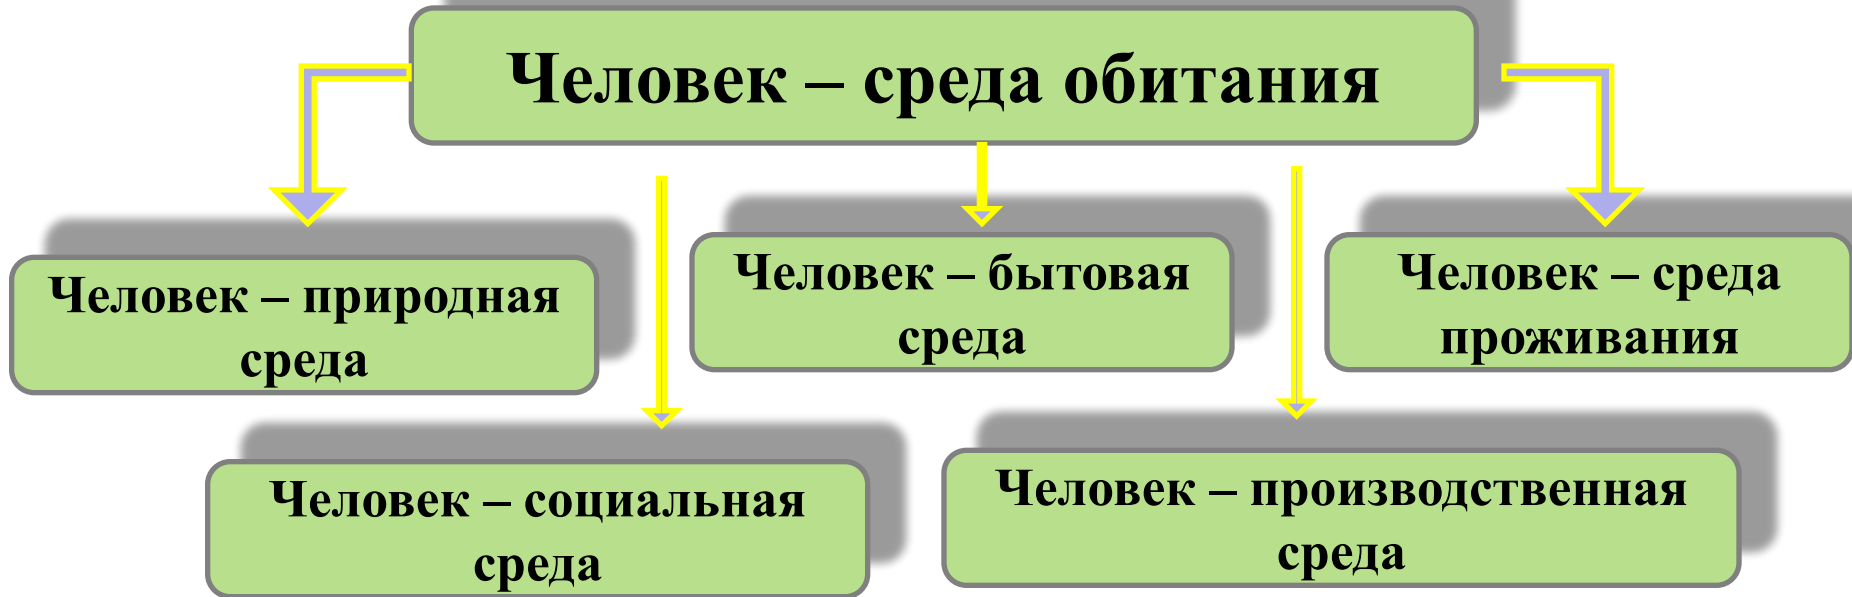 Человек – среда обитания
Человек – природная
среда
Человек – бытовая
среда
Человек – среда
проживания
Человек – социальная
среда
Человек – производственная
среда